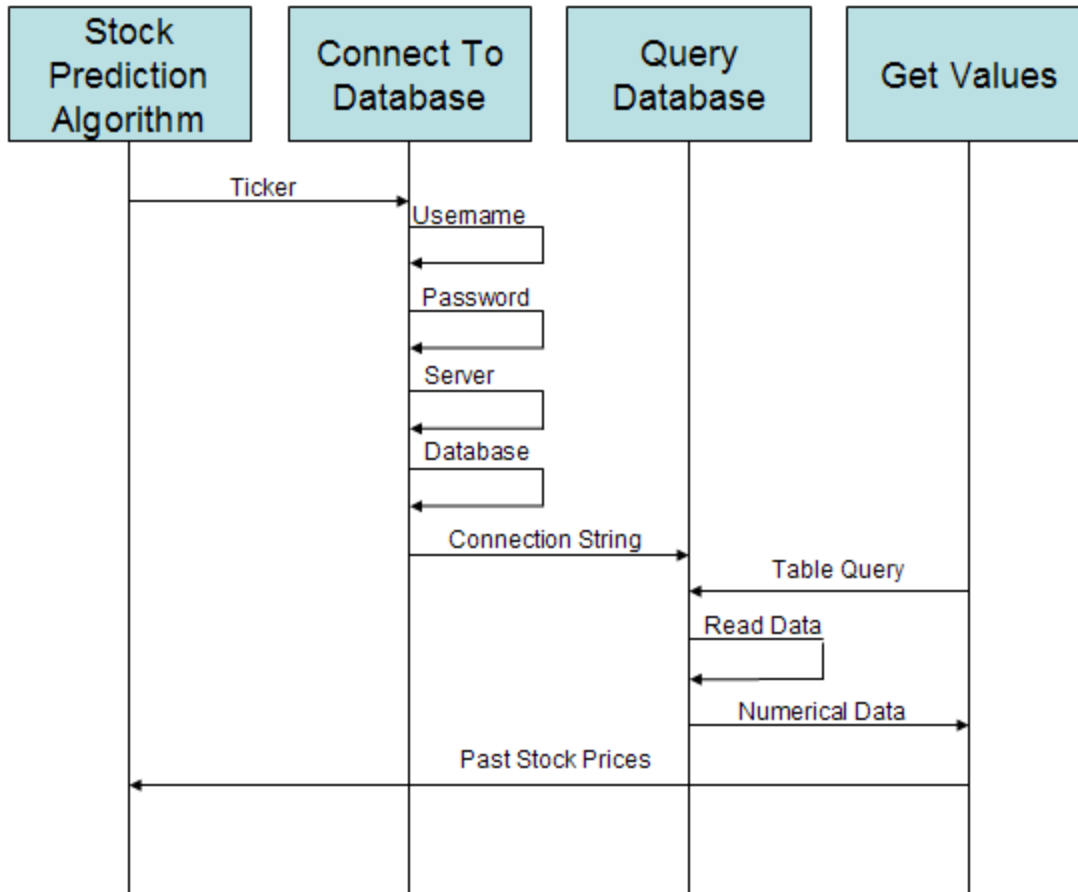 Stock
Prediction
Algorithm
Connect To
Database
Query
Database
Get Values
Ticker
Username
Password
Server
Database
Connection String
Table Query
Read Data
Numerical Data
Past Stock Prices